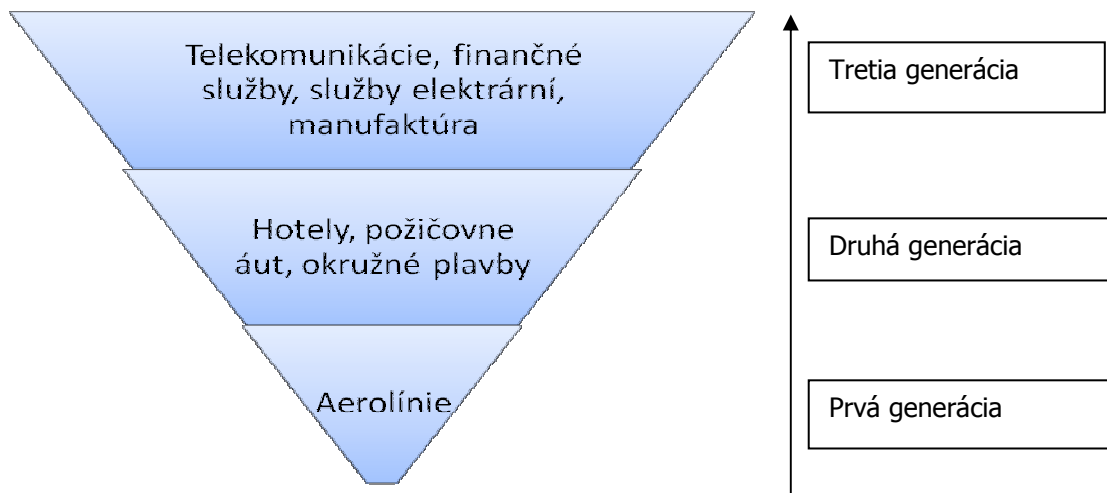 Telekomunikácie, finančné
služby, služby elektrární,
manufaktúra
Tretia generácia
Hotely, požičovne
áut, okružné plavby
Druhá generácia
Aerolínie
Prvá generácia